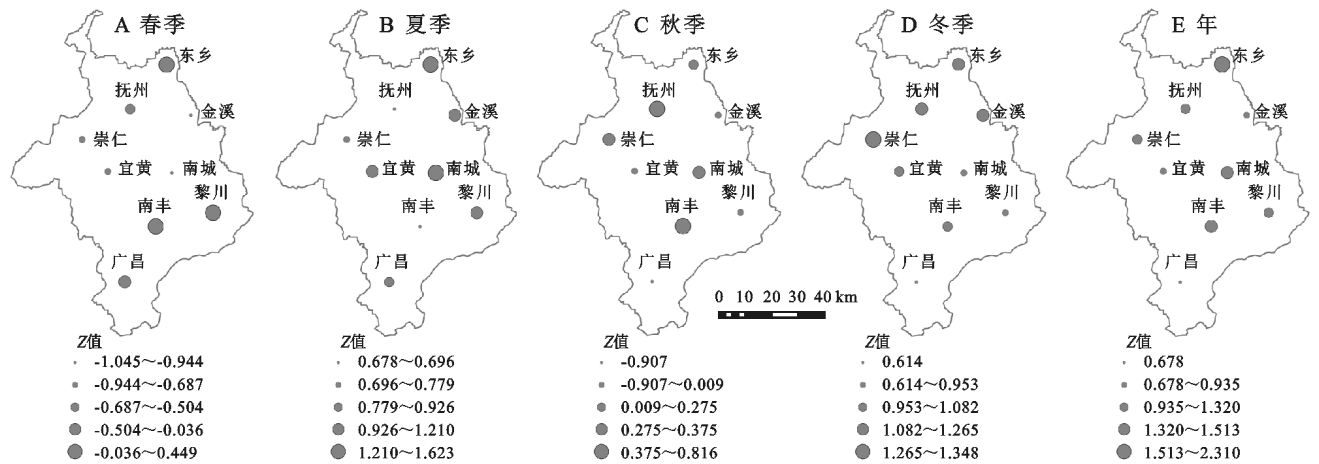 A 春季
B 夏季
C 秋季
D 冬季
E 年
东乡
抚州
金溪
崇仁
宜黄
南城
黎川
南丰
广昌
东乡
抚州
金溪
崇仁
宜黄
南城
黎川
南丰
广昌
东乡
抚州
金溪
崇仁
宜黄
南城
黎川
南丰
广昌
东乡
抚州
金溪
崇仁
宜黄
南城
黎川
南丰
广昌
东乡
抚州
金溪
崇仁
宜黄
南城
黎川
南丰
广昌
0 10 20 30 40 km
Z值
-1.045～-0.944
-0.944～-0.687
-0.687～-0.504
-0.504～-0.036
-0.036～0.449
Z值
0.678～0.696
0.696～0.779
0.779～0.926
0.926～1.210
1.210～1.623
Z值
-0.907
-0.907～0.009
0.009～0.275
0.275～0.375
0.375～0.816
Z值
0.614
0.614～0.953
0.953～1.082
1.082～1.265
1.265～1.348
Z值
0.678
0.678～0.935
0.935～1.320
1.320～1.513
1.513～2.310